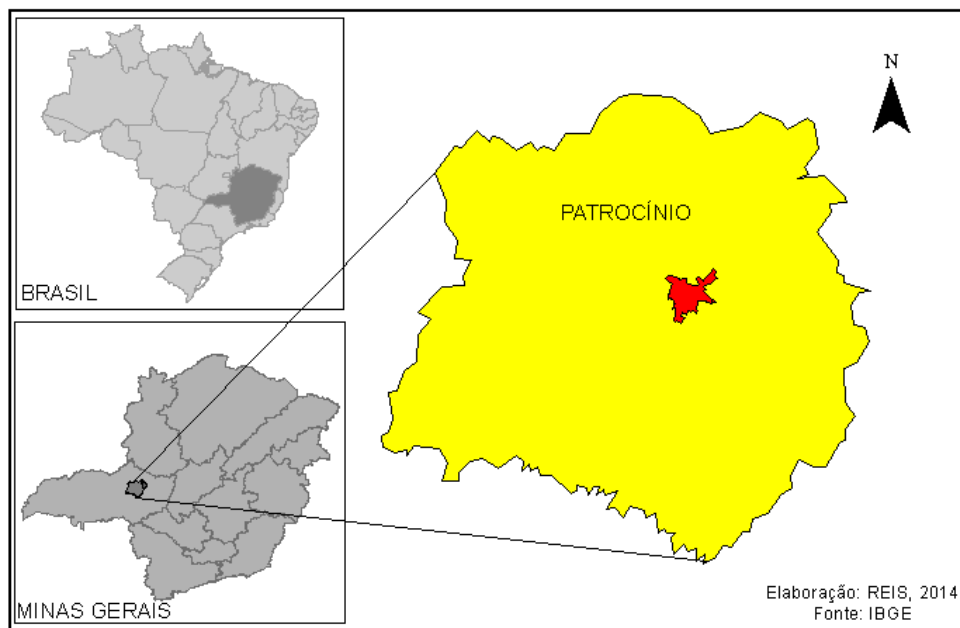 BRASIL
MINAS GERAIS
N
PATROCÍNIO
Elaboração: REIS, 2014
Fonte: IBGE